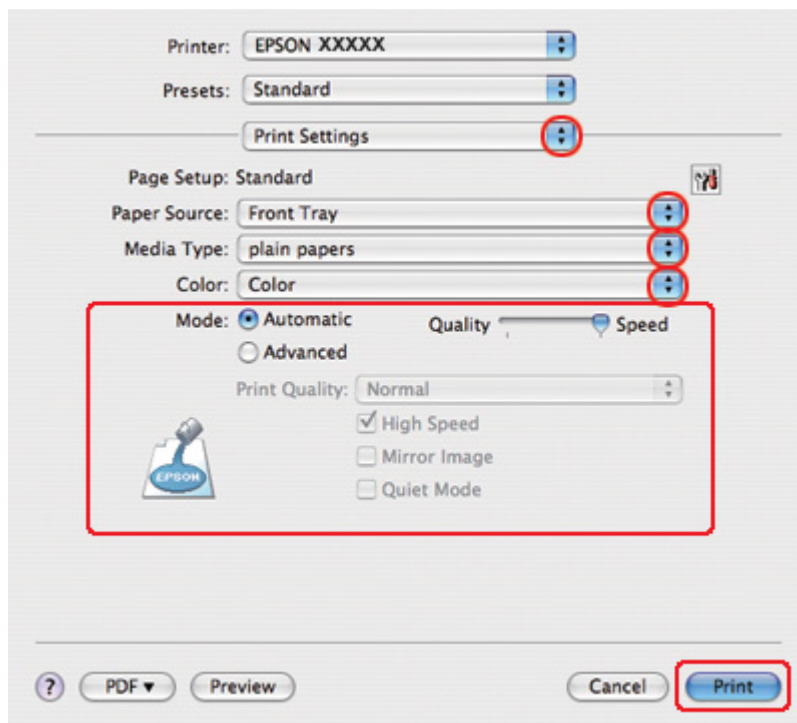 Printer: EPSON XXXXX
Presets: Standard
Print Settings
Page Setup: Standard
Paper Source: Front Tray
Media Type: plain papers
Color: Color
Mode: Automatic Quality Speed
Advanced
Print Quality: Normal
High Speed
Mirror Image
EPSON
Quiet Mode
? PDF▼ Preview Cancel Print